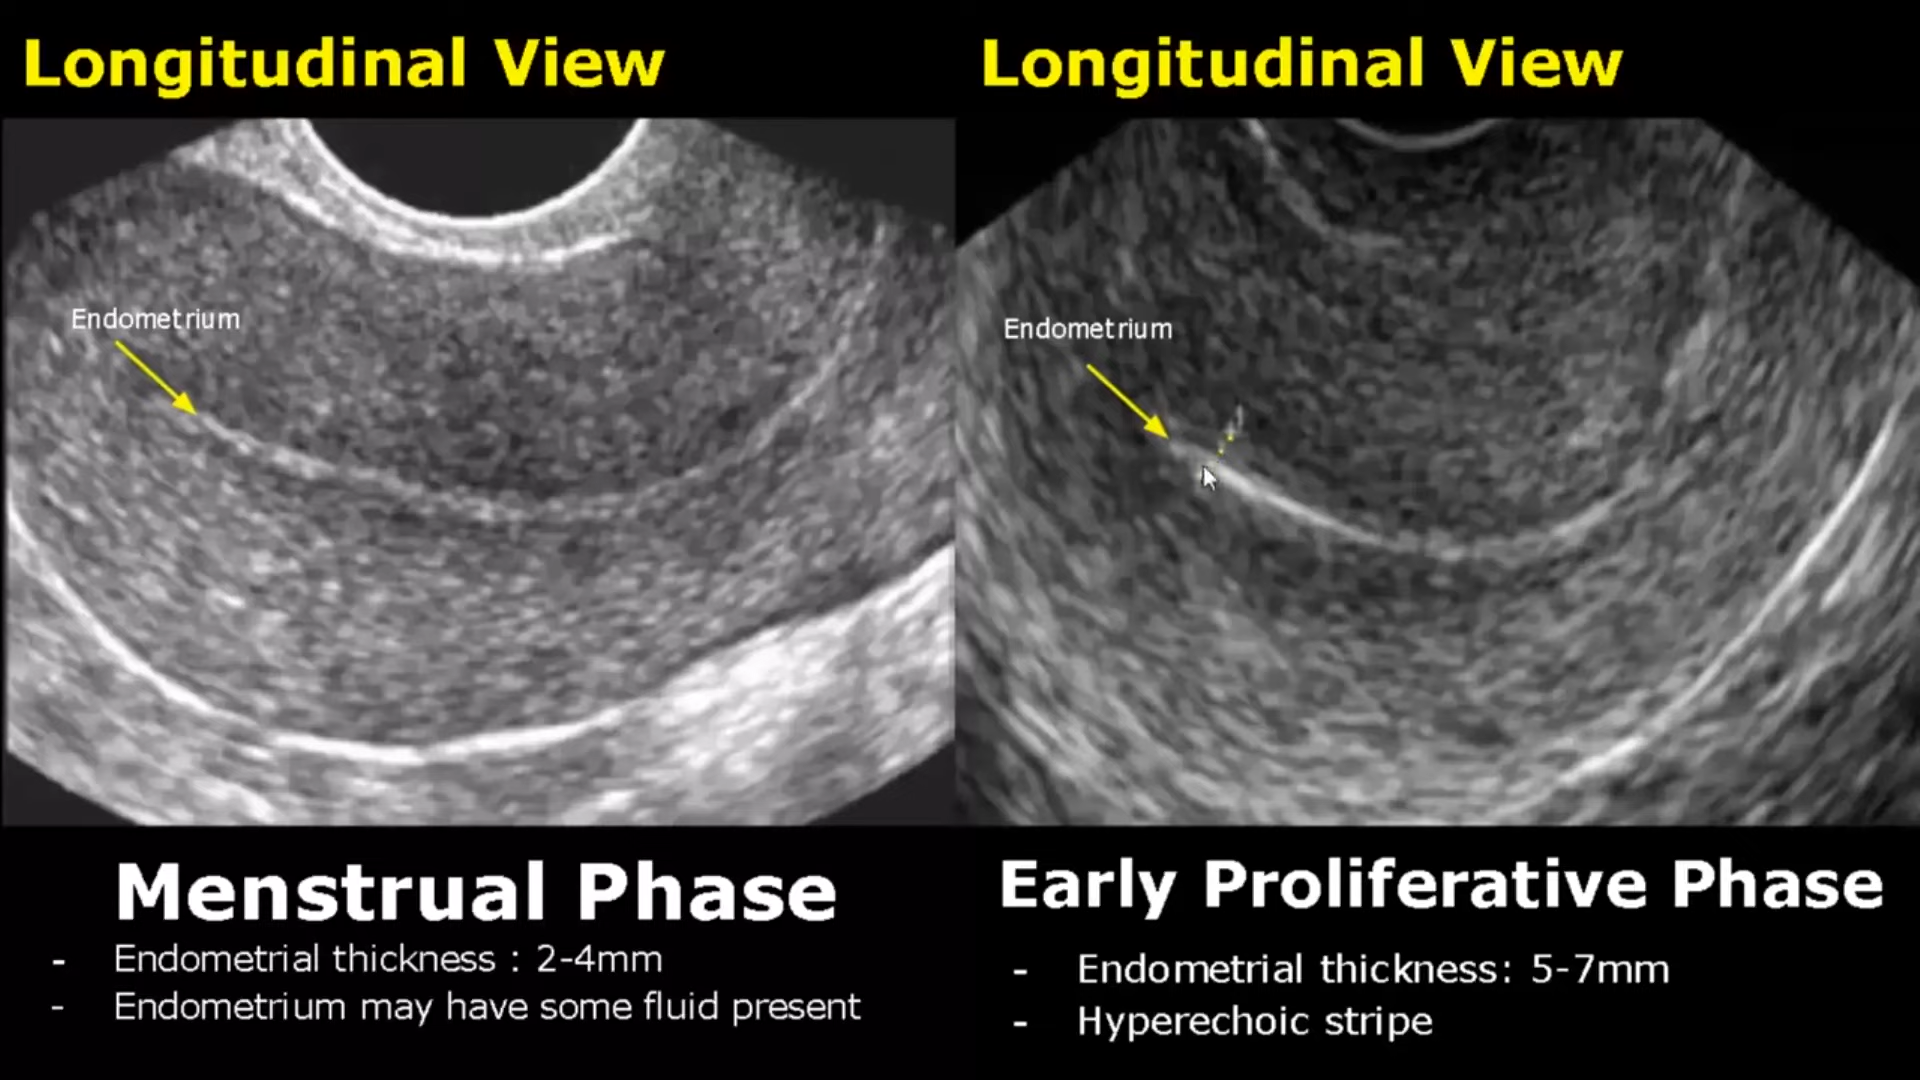 Longitudinal View
Endometrium
Menstrual Phase
- Endometrial thickness : 2-4mm
- Endometrium may have some fluid present
Longitudinal View
Endometrium
Early Proliferative Phase
- Endometrial thickness: 5-7mm
- Hyperechoic stripe